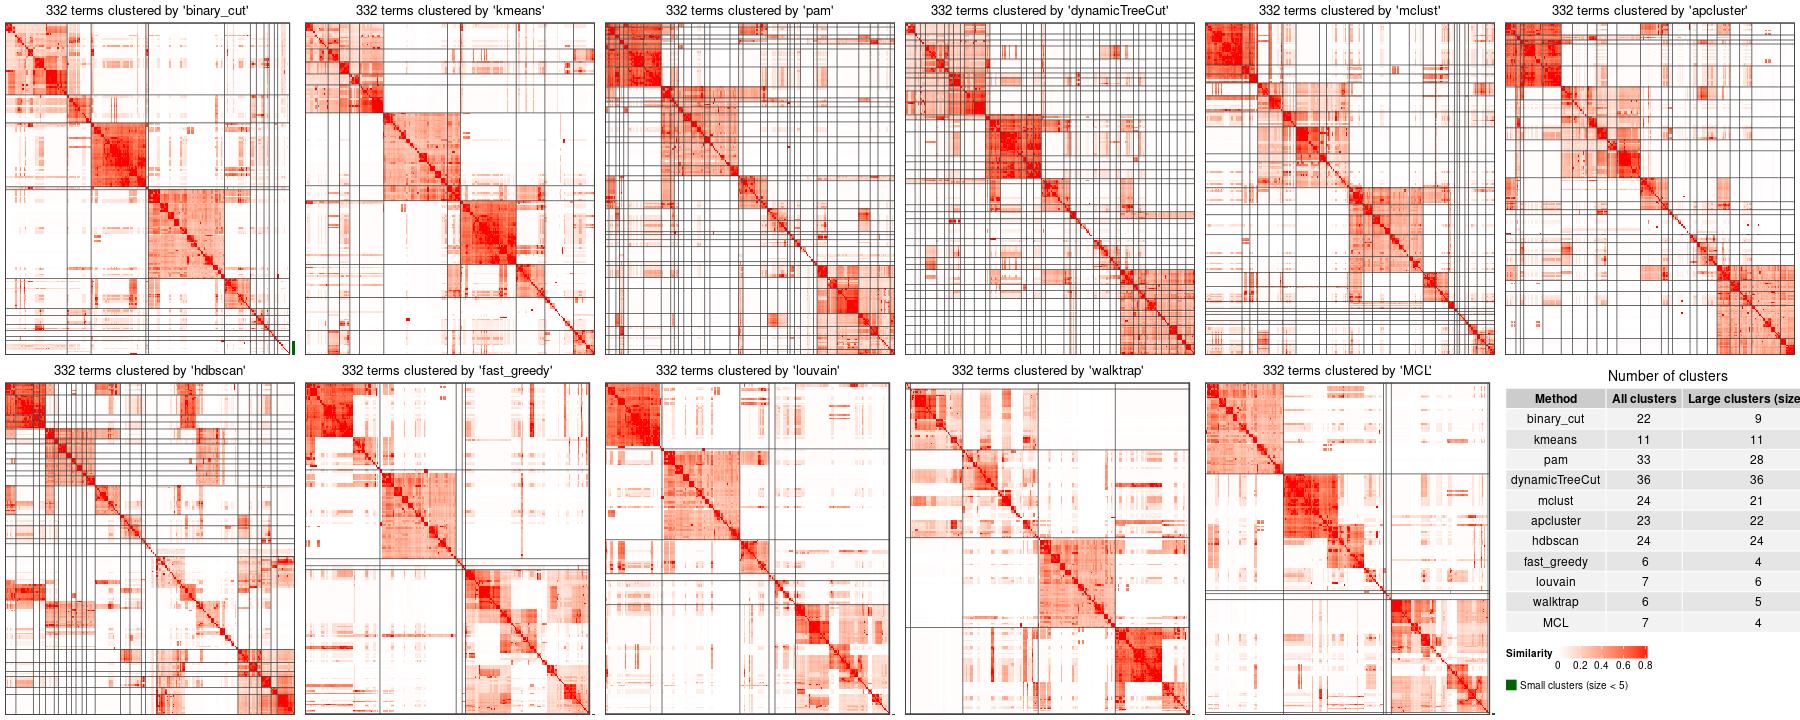 332 terms clustered by 'binary_cut'
332 terms clustered by 'kmeans'
332 terms clustered by 'pam'
332 terms clustered by 'dynamicTreeCut'
332 terms clustered by 'mclust'
332 terms clustered by 'apcluster'
332 terms clustered by 'hdbscan'
332 terms clustered by 'fast_greedy'
332 terms clustered by 'louvain'
332 terms clustered by 'walktrap'
332 terms clustered by 'MCL'
Number of clusters
Method All clusters Large clusters (size
binary_cut 22 9
kmeans 11 11
pam 33 28
dynamicTreeCut 36 36
mclust 24 21
apcluster 23 22
hdbscan 24 24
fast_greedy 6 4
louvain 7 6
walktrap 6 5
MCL 7 4
Similarity
0 0.2 0.4 0.6 0.8
Small clusters (size < 5)